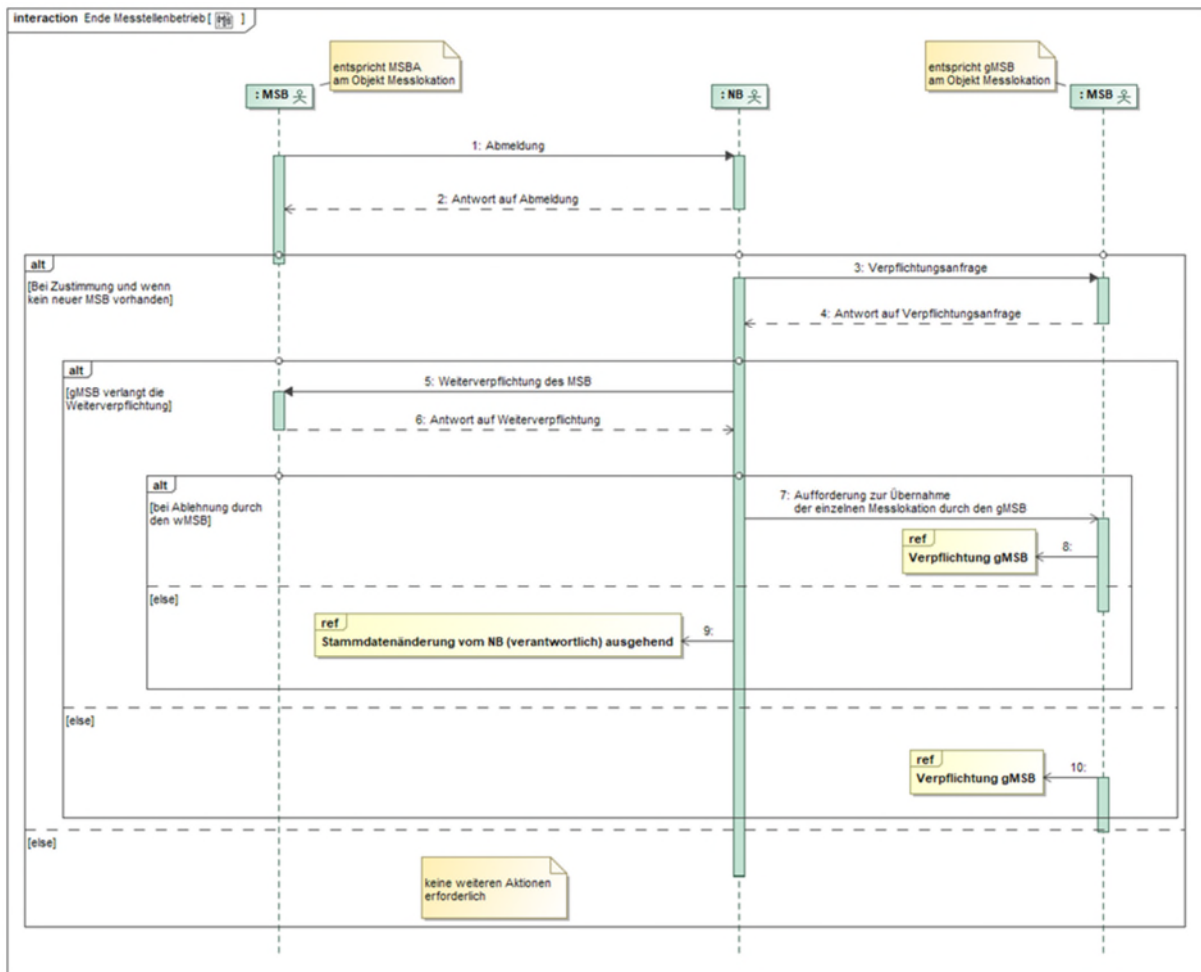 interaction Ende Messtellenbetrieb [ ]
entspricht MSBA
am Objekt Messlokation
entspricht gMSB
am Objekt Messlokation
: MSB
: NB
: MSB
1: Abmeldung
2: Antwort auf Abmeldung
alt
[Bei Zustimmung und wenn
kein neuer MSB vorhanden]
3: Verpflichtungsanfrage
4: Antwort auf Verpflichtungsanfrage
alt
[gMSB verlangt die
Weiterverpflichtung]
5: Weiterverpflichtung des MSB
6: Antwort auf Weiterverpflichtung
alt
[bei Ablehnung durch
den wMSB]
7: Aufforderung zur Übernahme
der einzelnen Messlokation durch den gMSB
ref
Verpflichtung gMSB
8:
[else]
ref
Stammdatenänderung vom NB (verantwortlich) ausgehend
9:
[else]
ref
Verpflichtung gMSB
10:
[else]
keine weiteren Aktionen
erforderlich